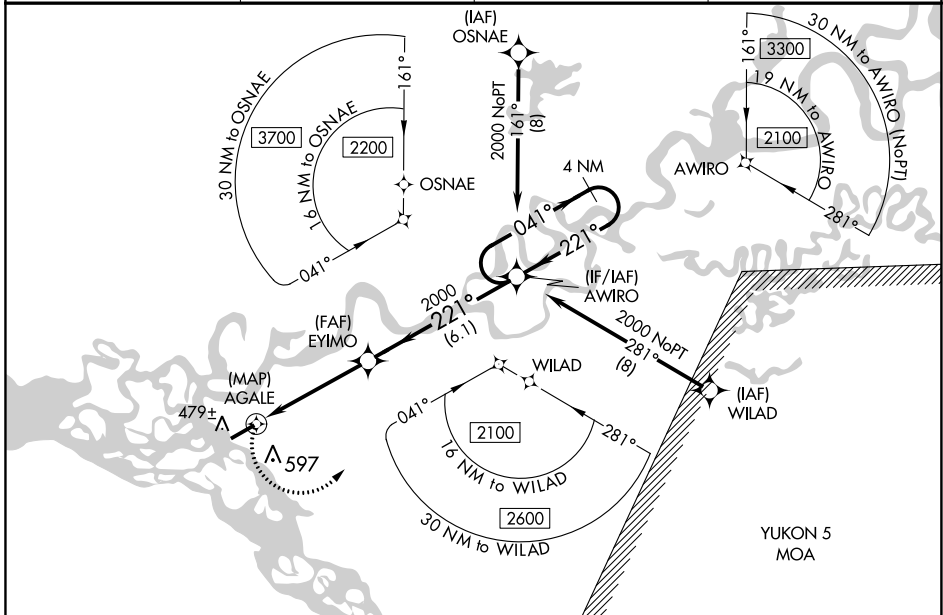 (IAF)
OSNAE
2000 NoPT
161°
(8)
30 NM to OSNAE
3700
16 NM to OSNAE
2200
161°
OSNAE
041°
161°
30 NM to AWIRO (NoPT)
3300
19 NM to AWIRO
2100
AWIRO
281°
4 NM
041°
221°
(IF/IAF)
AWIRO
2000
221°
(6.1)
(FAF)
EYIMO
2000 NoPT
281°
(8)
(IAF)
WILAD
(MAP)
AGALE
479±
597
WILAD
041°
281°
2100
16 NM to WILAD
2600
30 NM to WILAD
YUKON 5
MOA